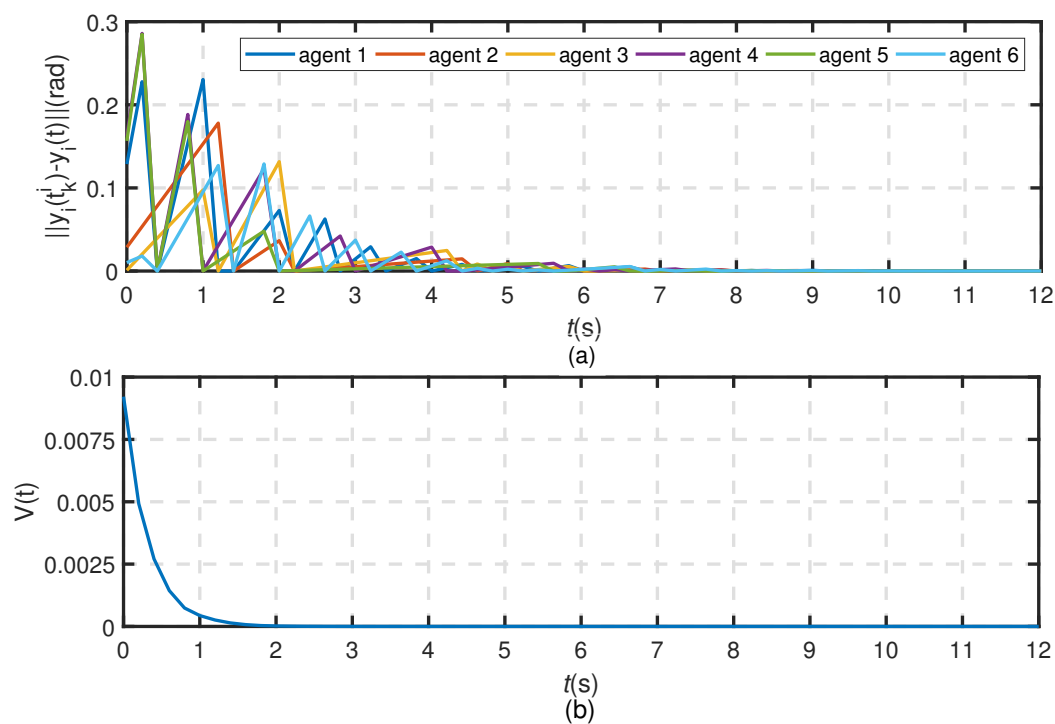 ||y_i(t_k^i)-y_i(t)||(rad)
0.3
0.2
0.1
0
agent 1 agent 2 agent 3 agent 4 agent 5 agent 6
0 1 2 3 4 5 6 7 8 9 10 11 12
t(s)
(a)
V(t)
0.01
0.0075
0.005
0.0025
0
0 1 2 3 4 5 6 7 8 9 10 11 12
t(s)
(b)